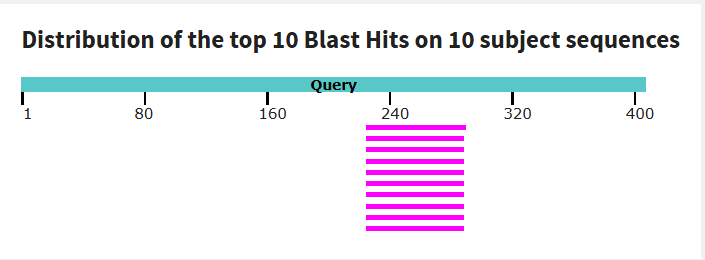 Distribution of the top 10 Blast Hits on 10 subject sequences
Query
1 80 160 240 320 400